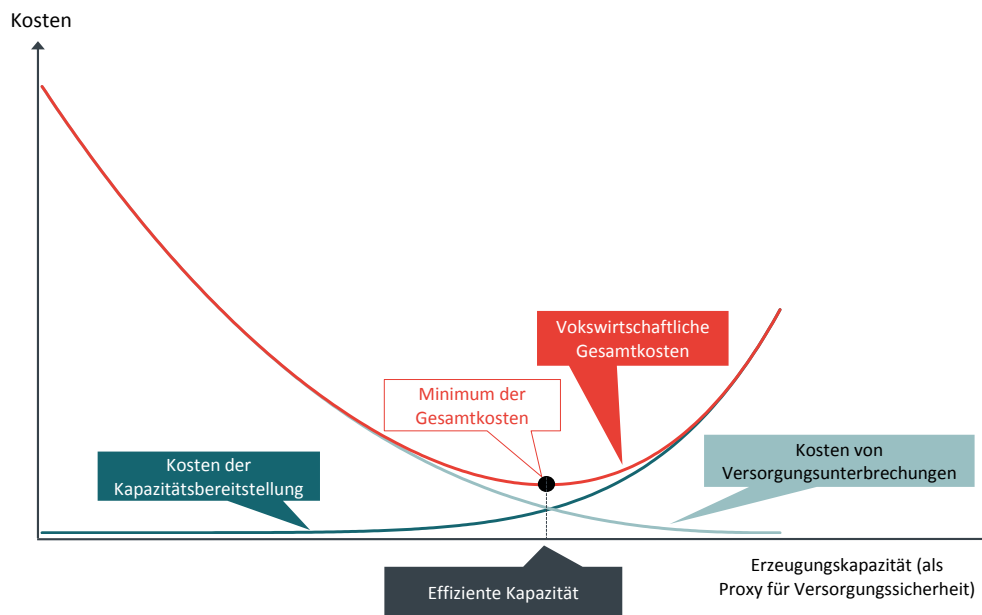 Kosten
Vokswirtschaftliche
Gesamtkosten
Minimum der
Gesamtkosten
Kosten der
Kapazitätsbereitstellung
Kosten von
Versorgungsunterbrechungen
Effiziente Kapazität
Erzeugungskapazität (als
Proxy für Versorgungssicherheit)